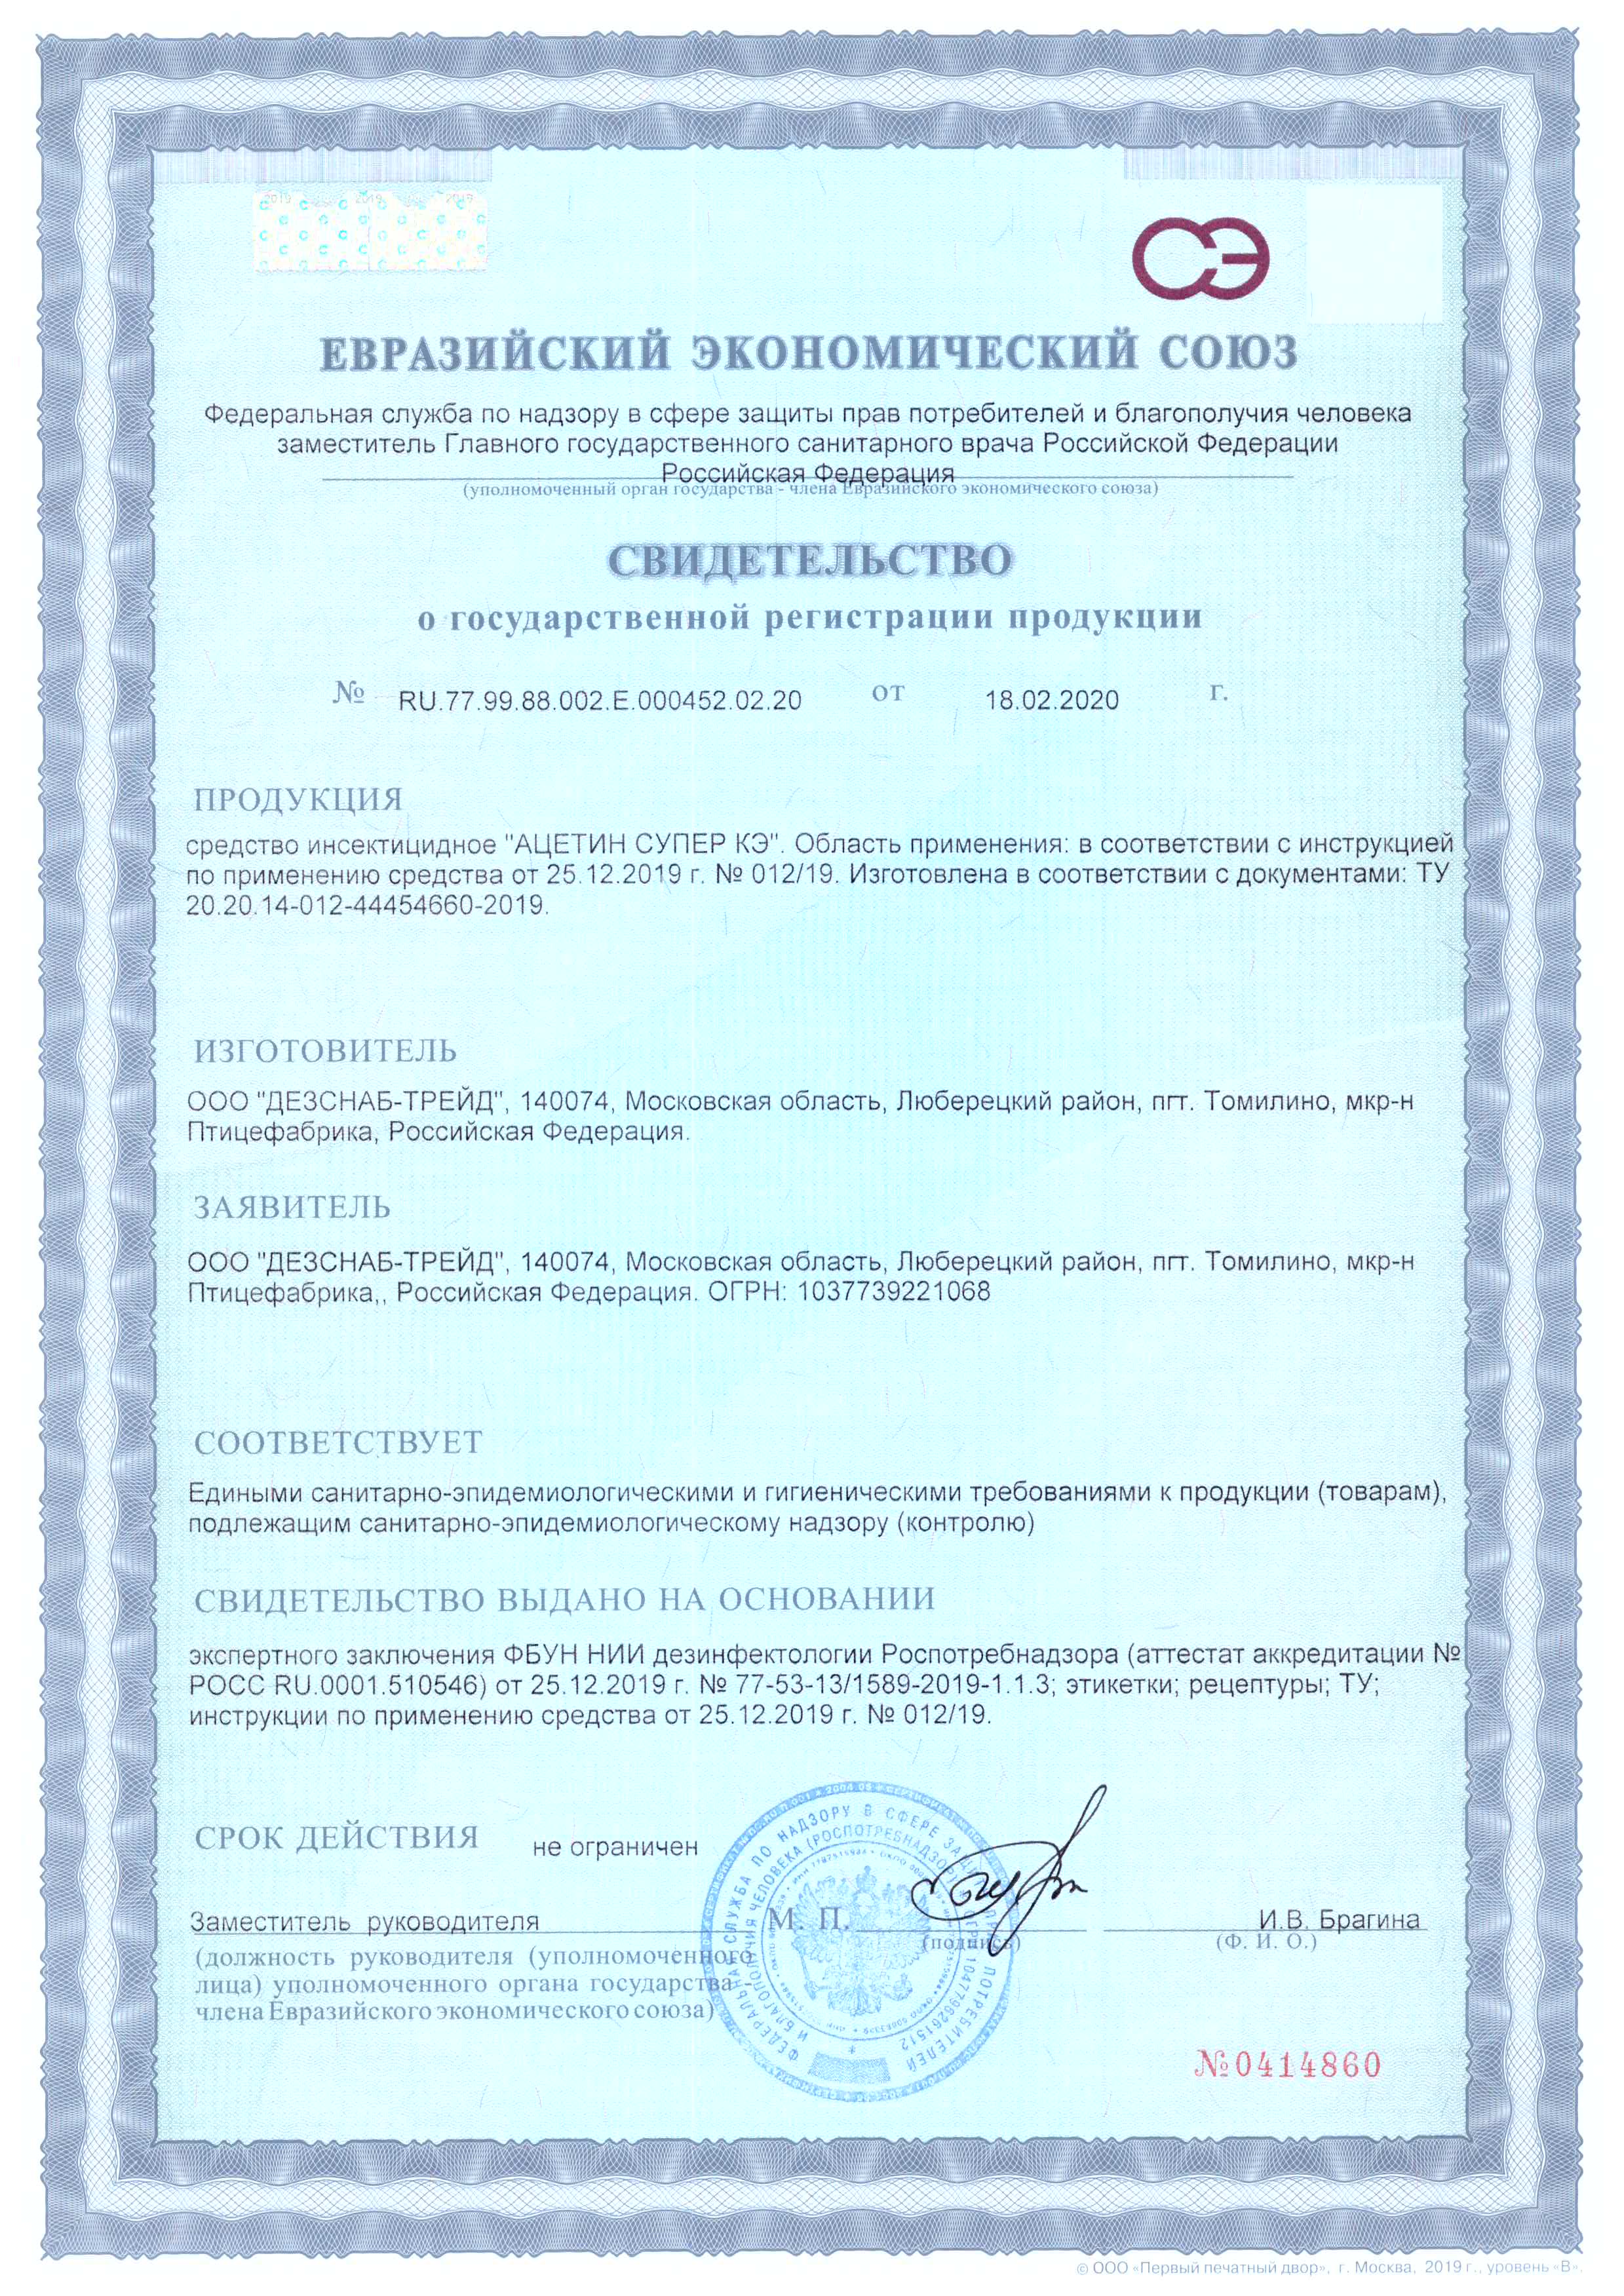 2019 2019 2019
СЭ
ЕВРАЗИЙСКИЙ ЭКОНОМИЧЕСКИЙ СОЮЗ
Федеральная служба по надзору в сфере защиты прав потребителей и благополучия человека
заместитель Главного государственного санитарного врача Российской Федерации
Российская Федерация
(уполномоченный орган государства - члена Евразийского экономического союза)
СВИДЕТЕЛЬСТВО
о государственной регистрации продукции
№ RU.77.99.88.002.E.000452.02.20 от 18.02.2020 г.
ПРОДУКЦИЯ
средство инсектицидное "АЦЕТИН СУПЕР КЭ". Область применения: в соответствии с инструкцией
по применению средства от 25.12.2019 г. № 012/19. Изготовлена в соответствии с документами: ТУ
20.20.14-012-44454660-2019.
ИЗГОТОВИТЕЛЬ
ООО "ДЕЗСНАБ-ТРЕЙД", 140074, Московская область, Люберецкий район, пгт. Томилино, мкр-н
Птицефабрика, Российская Федерация.
ЗАЯВИТЕЛЬ
ООО "ДЕЗСНАБ-ТРЕЙД", 140074, Московская область, Люберецкий район, пгт. Томилино, мкр-н
Птицефабрика,, Российская Федерация. ОГРН: 1037739221068
СООТВЕТСТВУЕТ
Едиными санитарно-эпидемиологическими и гигиеническими требованиями к продукции (товарам),
подлежащим санитарно-эпидемиологическому надзору (контролю)
СВИДЕТЕЛЬСТВО ВЫДАНО НА ОСНОВАНИИ
экспертного заключения ФБУН НИИ дезинфектологии Роспотребнадзора (аттестат аккредитации №
РОСС RU.0001.510546) от 25.12.2019 г. № 77-53-13/1589-2019-1.1.3; этикетки; рецептуры; ТУ;
инструкции по применению средства от 25.12.2019 г. № 012/19.
СРОК ДЕЙСТВИЯ не ограничен
Заместитель руководителя М. П. И.В. Брагина
(подпись) (Ф. И. О.)
(должность руководителя (уполномоченного
лица) уполномоченного органа государства -
члена Евразийского экономического союза)
ФЕДЕРАЛЬНАЯ СЛУЖБА ПО НАДЗОРУ В СФЕРЕ ЗАЩИТЫ ПРАВ ПОТРЕБИТЕЛЕЙ
И БЛАГОПОЛУЧИЯ ЧЕЛОВЕКА (РОСПОТРЕБНАДЗОР) ОГРН 1047796261512
№0414860
© ООО «Первый печатный двор», г. Москва, 2019 г., уровень «В».